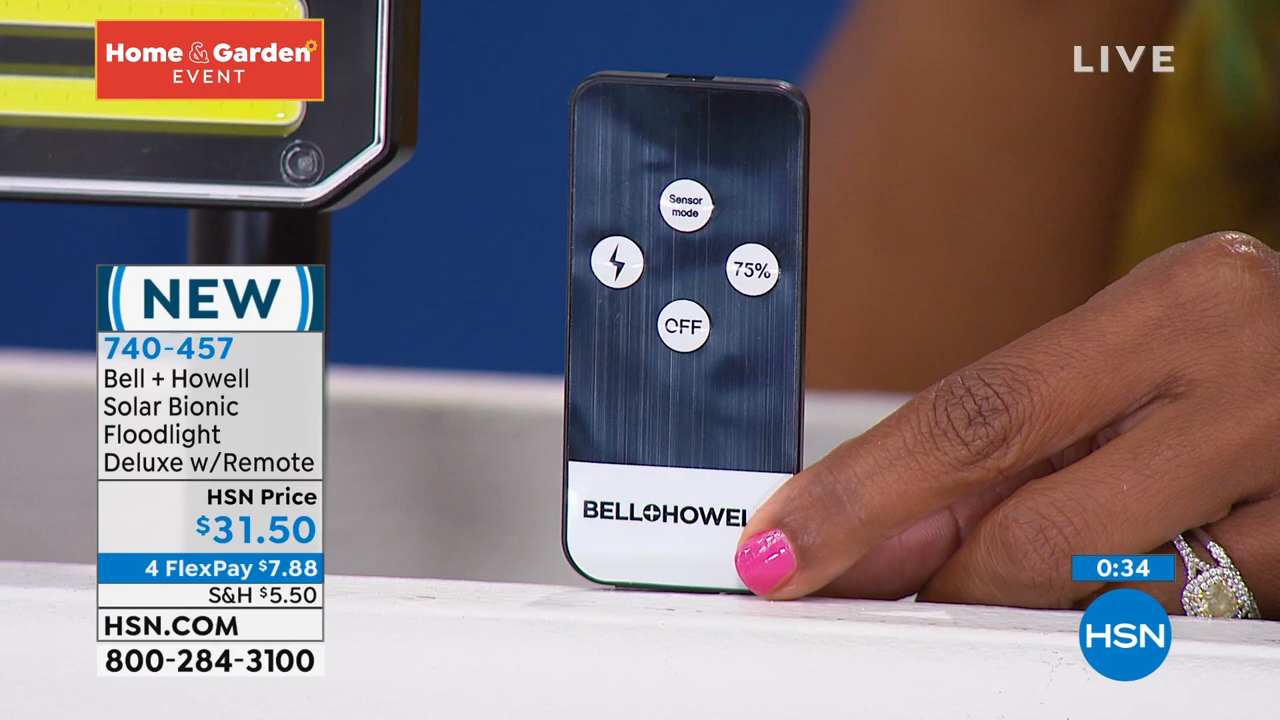 Home & Garden
EVENT
LIVE
Sensor
mode
75%
OFF
BELL+HOWEL
NEW
740-457
Bell + Howell
Solar Bionic
Floodlight
Deluxe w/Remote
HSN Price
$31.50
4 FlexPay $7.88
S&H $5.50
HSN.COM
800-284-3100
0:34
HSN